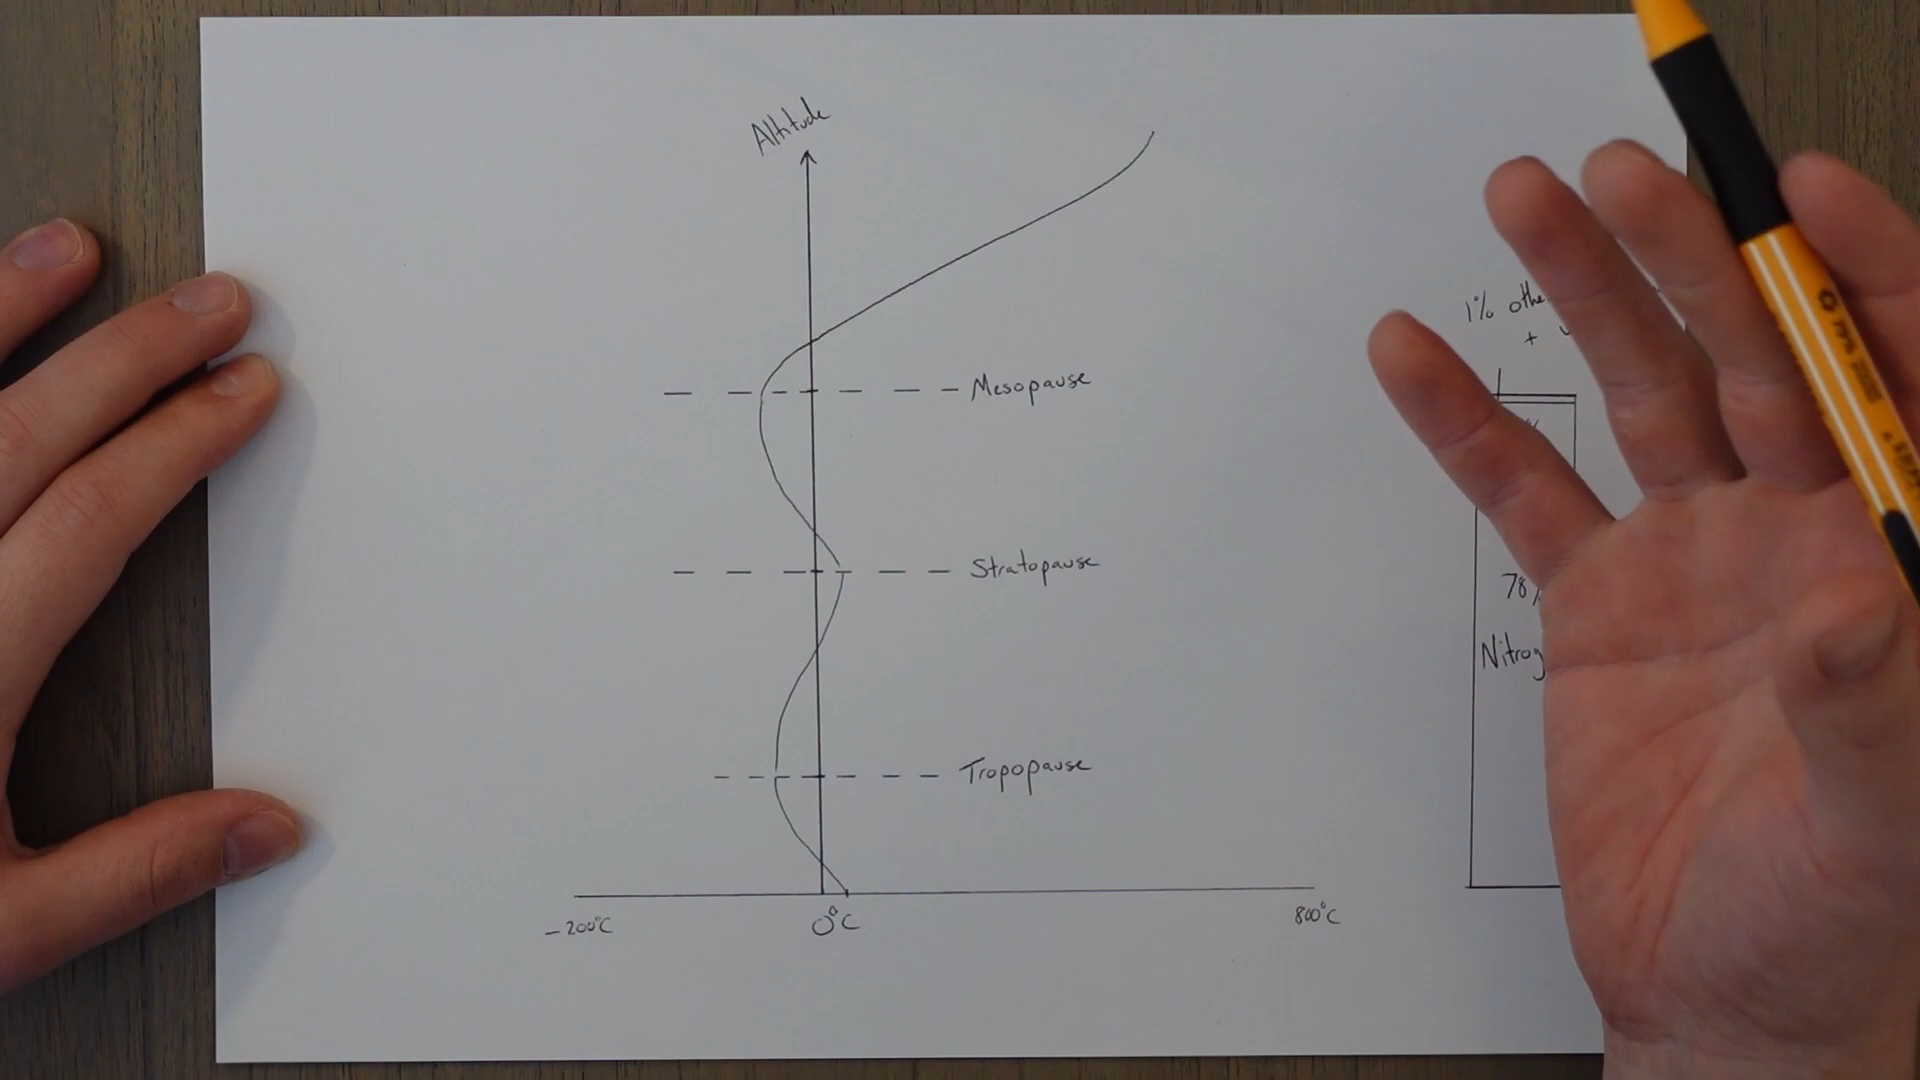 Altitude
Mesopause
Stratopause
Tropopause
-200°C
0°C
800°C
1% othe
+
78%
Nitrog